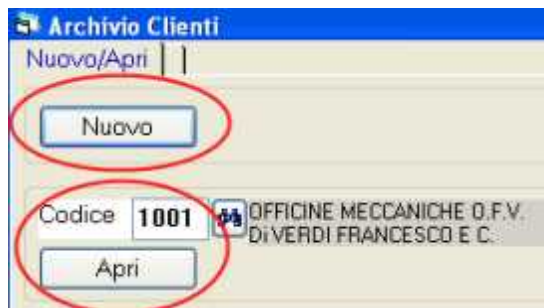 Archivio Clienti
Nuovo/Apri
Nuovo
Codice 1001 OFFICINE MECCANICHE O.F.V.
Di VERDI FRANCESCO E C.
Apri